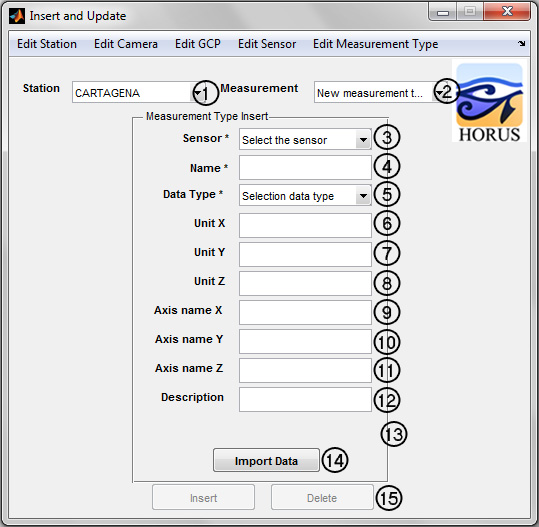 Insert and Update
Edit Station Edit Camera Edit GCP Edit Sensor Edit Measurement Type
Station CARTAGENA 1 Measurement New measurement t... 2
HORUS
Measurement Type Insert
Sensor * Select the sensor 3
Name * 4
Data Type * Selection data type 5
Unit X 6
Unit Y 7
Unit Z 8
Axis name X 9
Axis name Y 10
Axis name Z 11
Description 12
13
Import Data 14
Insert Delete 15